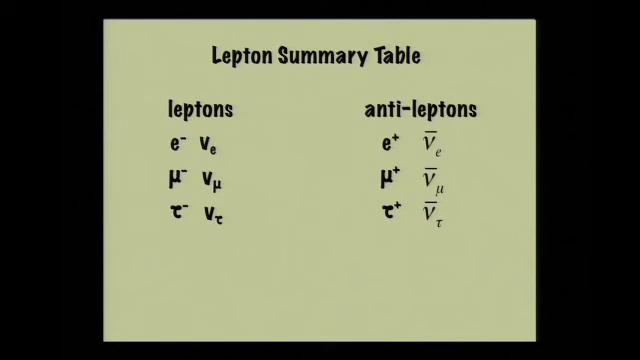 Lepton Summary Table
leptons anti-leptons
e⁻ νₑ e⁺ ν̅ₑ
μ⁻ ν_μ μ⁺ ν̅_μ
τ⁻ ν_τ τ⁺ ν̅_τ